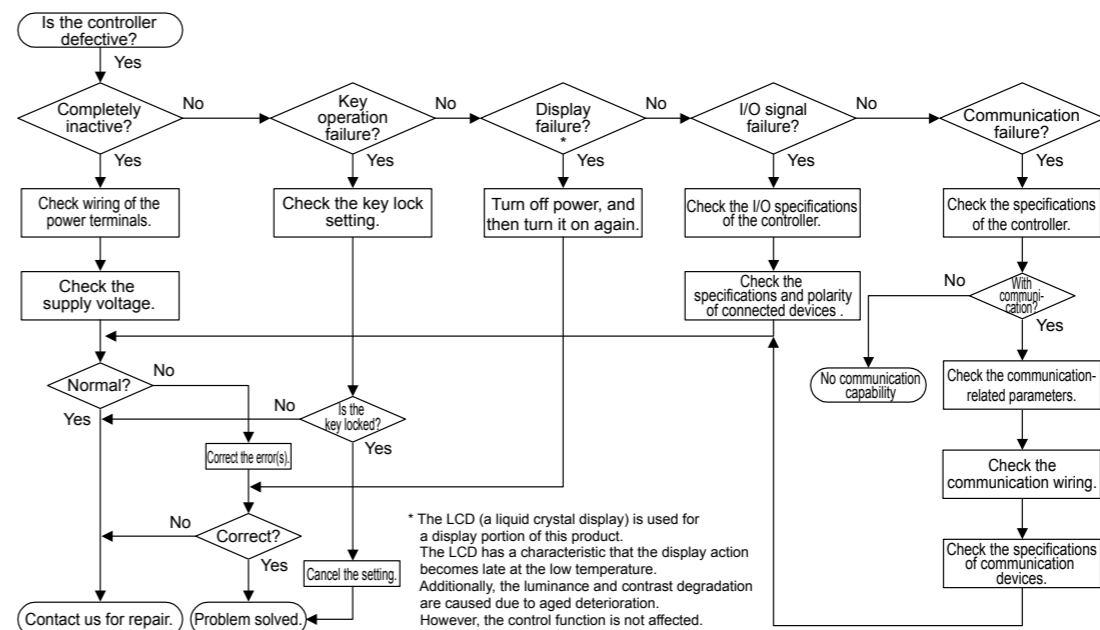 Is the controller
defective?
Yes
Completely
inactive?
No
Key
operation
failure?
No
Display
failure?
*
No
I/O signal
failure?
No
Communication
failure?
Yes
Yes
Yes
Yes
Yes
Check wiring of the
power terminals.
Check the key lock
setting.
Turn off power, and
then turn it on again.
Check the I/O specifications
of the controller.
Check the specifications
of the controller.
Check the
supply voltage.
Check the
specifications and polarity
of connected devices .
No
With
communi-
cation?
Yes
No communication
capability
Check the communication-
related parameters.
Normal?
No
Yes
No
Is the
key locked?
Yes
Correct the error(s).
Check the
communication wiring.
No
Correct?
Yes
Cancel the setting.
Check the specifications
of communication
devices.
Contact us for repair.
Problem solved.
* The LCD (a liquid crystal display) is used for
a display portion of this product.
The LCD has a characteristic that the display action
becomes late at the low temperature.
Additionally, the luminance and contrast degradation
are caused due to aged deterioration.
However, the control function is not affected.